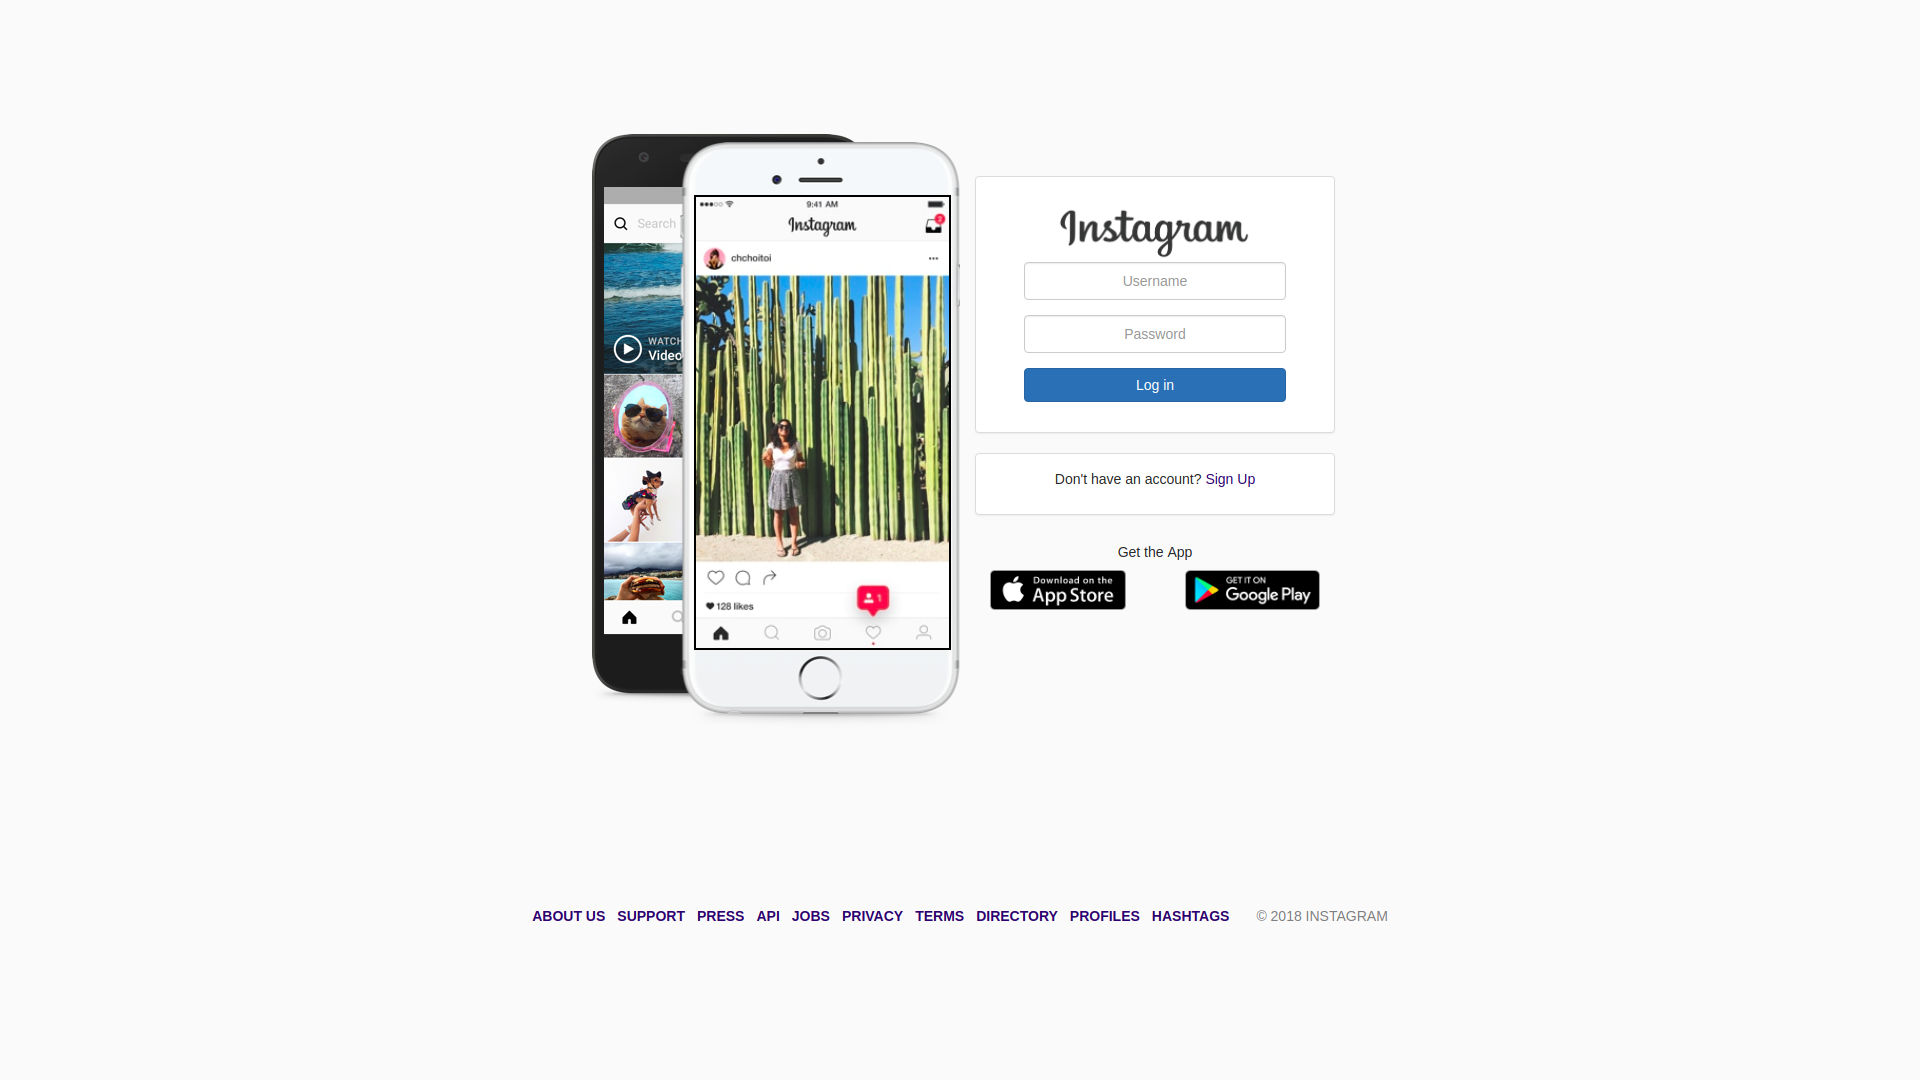 Search
WATCH
Video
9:41 AM
Instagram
2
chchoitoi
128 likes
1
Instagram
Username
Password
Log in
Don't have an account? Sign Up
Get the App
Download on the
App Store
GET IT ON
Google Play
ABOUT US SUPPORT PRESS API JOBS PRIVACY TERMS DIRECTORY PROFILES HASHTAGS © 2018 INSTAGRAM